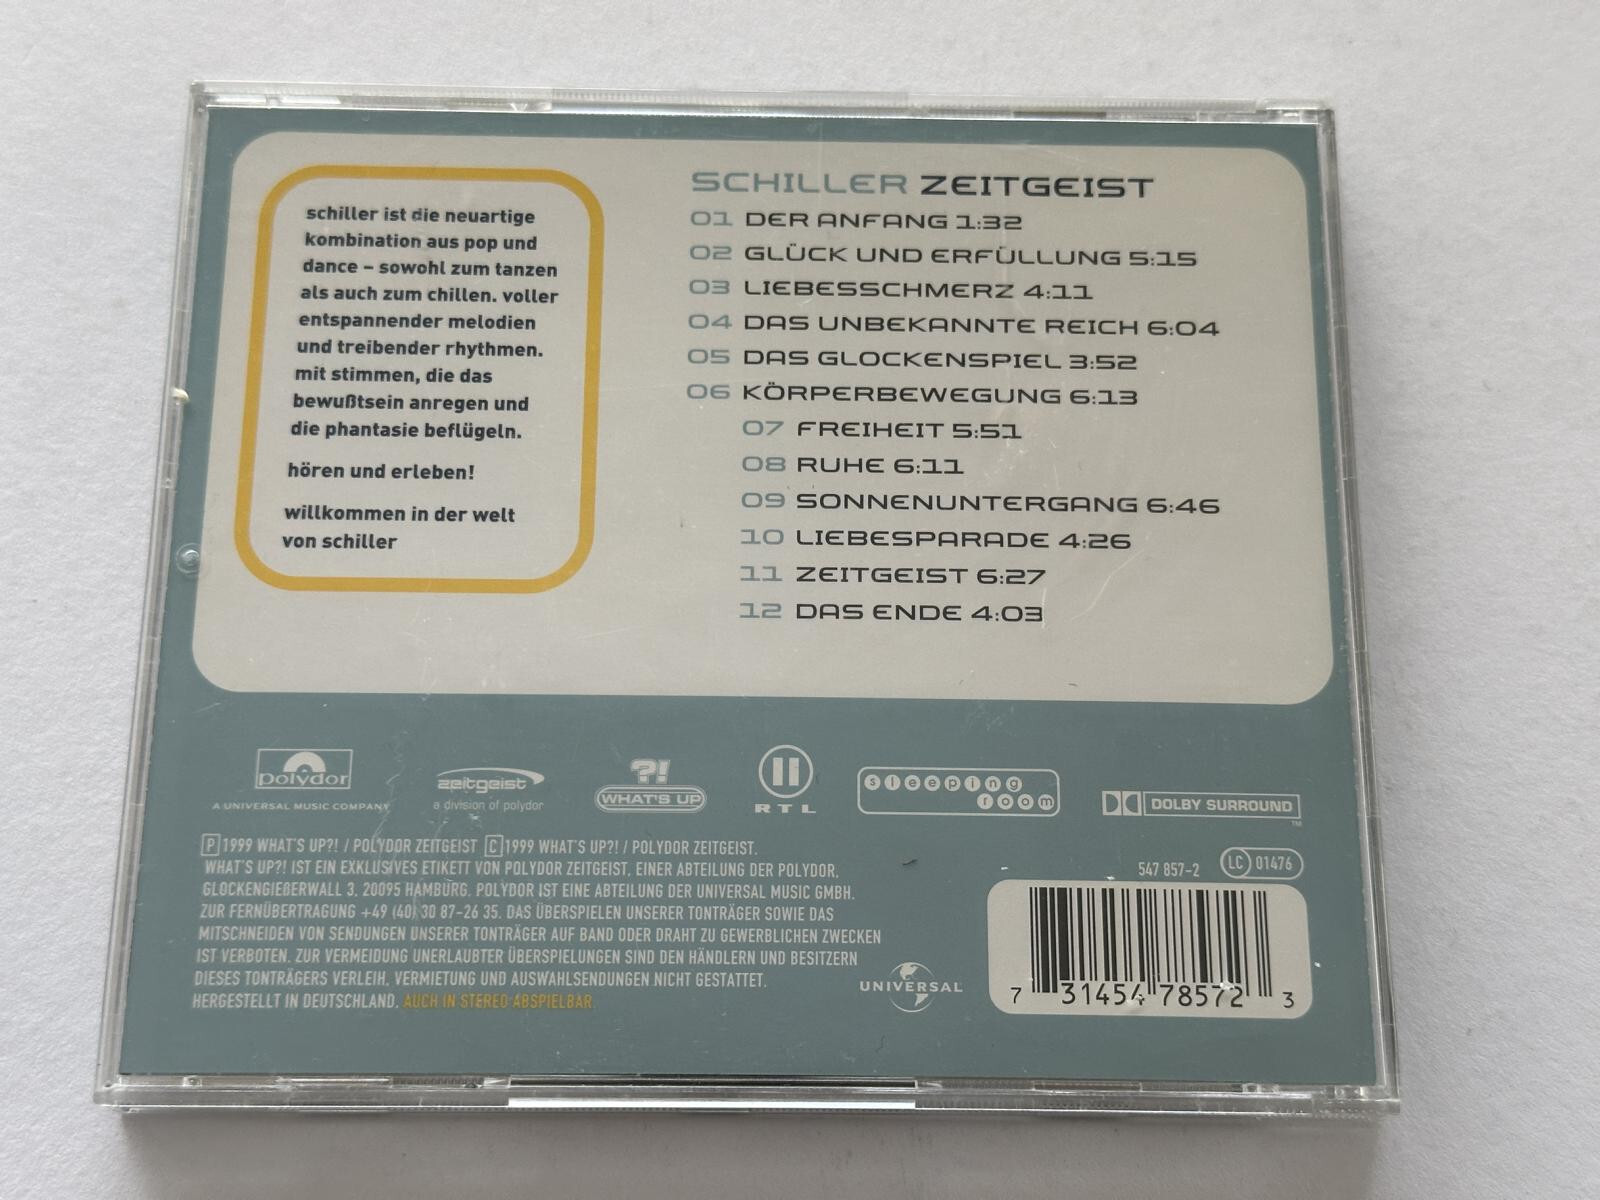 schiller ist die neuartige
kombination aus pop und
dance – sowohl zum tanzen
als auch zum chillen. voller
entspannender melodien
und treibender rhythmen.
mit stimmen, die das
bewußtsein anregen und
die phantasie beflügeln.
hören und erleben!
willkommen in der welt
von schiller
SCHILLER ZEITGEIST
01 DER ANFANG 1:32
02 GLÜCK UND ERFÜLLUNG 5:15
03 LIEBESSCHMERZ 4:11
04 DAS UNBEKANNTE REICH 6:04
05 DAS GLOCKENSPIEL 3:52
06 KÖRPERBEWEGUNG 6:13
07 FREIHEIT 5:51
08 RUHE 6:11
09 SONNENUNTERGANG 6:46
10 LIEBESPARADE 4:26
11 ZEITGEIST 6:27
12 DAS ENDE 4:03
polydor
A UNIVERSAL MUSIC COMPANY
zeitgeist
a division of polydor
?!
WHAT'S UP
II
RTL
sleeping
room
DOLBY SURROUND
TM
P 1999 WHAT'S UP?! / POLYDOR ZEITGEIST C 1999 WHAT'S UP?! / POLYDOR ZEITGEIST.
WHAT'S UP?! IST EIN EXKLUSIVES ETIKETT VON POLYDOR ZEITGEIST, EINER ABTEILUNG DER POLYDOR,
GLOCKENGIEßERWALL 3, 20095 HAMBURG. POLYDOR IST EINE ABTEILUNG DER UNIVERSAL MUSIC GMBH.
ZUR FERNÜBERTRAGUNG +49 (40) 30 87-26 35. DAS ÜBERSPIELEN UNSERER TONTRÄGER SOWIE DAS
MITSCHNEIDEN VON SENDUNGEN UNSERER TONTRÄGER AUF BAND ODER DRAHT ZU GEWERBLICHEN ZWECKEN
IST VERBOTEN. ZUR VERMEIDUNG UNERLAUBTER ÜBERSPIELUNGEN SIND DEN HÄNDLERN UND BESITZERN
DIESES TONTRÄGERS VERLEIH, VERMIETUNG UND AUSWAHLSENDUNGEN NICHT GESTATTET.
HERGESTELLT IN DEUTSCHLAND. AUCH IN STEREO ABSPIELBAR.
UNIVERSAL
547 857-2
LC 01476
7 31454 78572 3